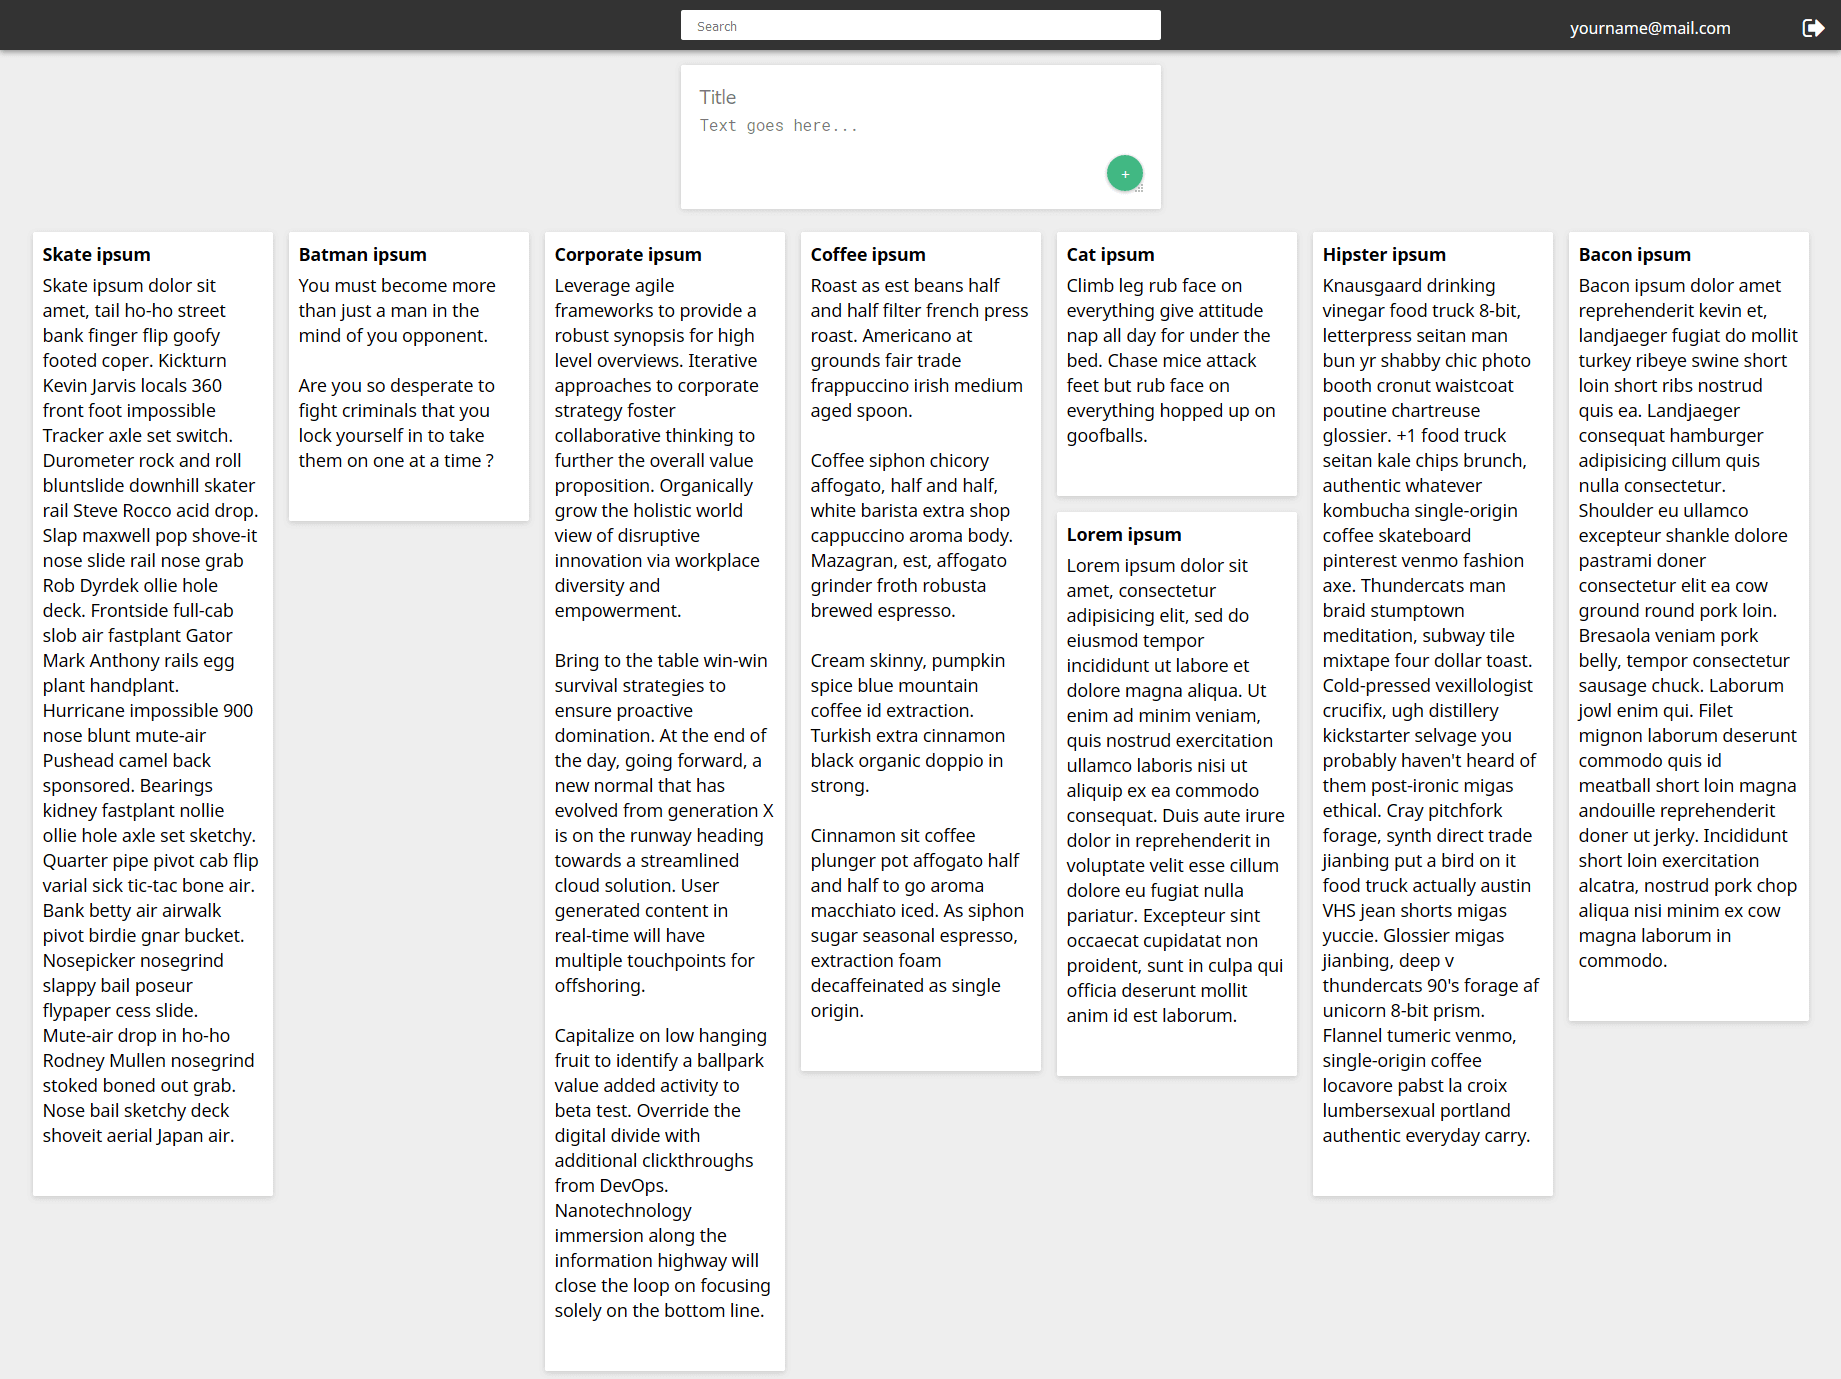 Search
yourname@mail.com
Title
Text goes here...
+
Skate ipsum
Skate ipsum dolor sit
amet, tail ho-ho street
bank finger flip goofy
footed coper. Kickturn
Kevin Jarvis locals 360
front foot impossible
Tracker axle set switch.
Durometer rock and roll
bluntslide downhill skater
rail Steve Rocco acid drop.
Slap maxwell pop shove-it
nose slide rail nose grab
Rob Dyrdek ollie hole
deck. Frontside full-cab
slob air fastplant Gator
Mark Anthony rails egg
plant handplant.
Hurricane impossible 900
nose blunt mute-air
Pushead camel back
sponsored. Bearings
kidney fastplant nollie
ollie hole axle set sketchy.
Quarter pipe pivot cab flip
varial sick tic-tac bone air.
Bank betty air airwalk
pivot birdie gnar bucket.
Nosepicker nosegrind
slappy bail poseur
flypaper cess slide.
Mute-air drop in ho-ho
Rodney Mullen nosegrind
stoked boned out grab.
Nose bail sketchy deck
shoveit aerial Japan air.
Batman ipsum
You must become more
than just a man in the
mind of you opponent.
Are you so desperate to
fight criminals that you
lock yourself in to take
them on one at a time ?
Corporate ipsum
Leverage agile
frameworks to provide a
robust synopsis for high
level overviews. Iterative
approaches to corporate
strategy foster
collaborative thinking to
further the overall value
proposition. Organically
grow the holistic world
view of disruptive
innovation via workplace
diversity and
empowerment.
Bring to the table win-win
survival strategies to
ensure proactive
domination. At the end of
the day, going forward, a
new normal that has
evolved from generation X
is on the runway heading
towards a streamlined
cloud solution. User
generated content in
real-time will have
multiple touchpoints for
offshoring.
Capitalize on low hanging
fruit to identify a ballpark
value added activity to
beta test. Override the
digital divide with
additional clickthroughs
from DevOps.
Nanotechnology
immersion along the
information highway will
close the loop on focusing
solely on the bottom line.
Coffee ipsum
Roast as est beans half
and half filter french press
roast. Americano at
grounds fair trade
frappuccino irish medium
aged spoon.
Coffee siphon chicory
affogato, half and half,
white barista extra shop
cappuccino aroma body.
Mazagran, est, affogato
grinder froth robusta
brewed espresso.
Cream skinny, pumpkin
spice blue mountain
coffee id extraction.
Turkish extra cinnamon
black organic doppio in
strong.
Cinnamon sit coffee
plunger pot affogato half
and half to go aroma
macchiato iced. As siphon
sugar seasonal espresso,
extraction foam
decaffeinated as single
origin.
Cat ipsum
Climb leg rub face on
everything give attitude
nap all day for under the
bed. Chase mice attack
feet but rub face on
everything hopped up on
goofballs.
Lorem ipsum
Lorem ipsum dolor sit
amet, consectetur
adipisicing elit, sed do
eiusmod tempor
incididunt ut labore et
dolore magna aliqua. Ut
enim ad minim veniam,
quis nostrud exercitation
ullamco laboris nisi ut
aliquip ex ea commodo
consequat. Duis aute irure
dolor in reprehenderit in
voluptate velit esse cillum
dolore eu fugiat nulla
pariatur. Excepteur sint
occaecat cupidatat non
proident, sunt in culpa qui
officia deserunt mollit
anim id est laborum.
Hipster ipsum
Knausgaard drinking
vinegar food truck 8-bit,
letterpress seitan man
bun yr shabby chic photo
booth cronut waistcoat
poutine chartreuse
glossier. +1 food truck
seitan kale chips brunch,
authentic whatever
kombucha single-origin
coffee skateboard
pinterest venmo fashion
axe. Thundercats man
braid stumptown
meditation, subway tile
mixtape four dollar toast.
Cold-pressed vexillologist
crucifix, ugh distillery
kickstarter selvage you
probably haven't heard of
them post-ironic migas
ethical. Cray pitchfork
forage, synth direct trade
jianbing put a bird on it
food truck actually austin
VHS jean shorts migas
yuccie. Glossier migas
jianbing, deep v
thundercats 90's forage af
unicorn 8-bit prism.
Flannel tumeric venmo,
single-origin coffee
locavore pabst la croix
lumbersexual portland
authentic everyday carry.
Bacon ipsum
Bacon ipsum dolor amet
reprehenderit kevin et,
landjaeger fugiat do mollit
turkey ribeye swine short
loin short ribs nostrud
quis ea. Landjaeger
consequat hamburger
adipisicing cillum quis
nulla consectetur.
Shoulder eu ullamco
excepteur shankle dolore
pastrami doner
consectetur elit ea cow
ground round pork loin.
Bresaola veniam pork
belly, tempor consectetur
sausage chuck. Laborum
jowl enim qui. Filet
mignon laborum deserunt
commodo quis id
meatball short loin magna
andouille reprehenderit
doner ut jerky. Incididunt
short loin exercitation
alcatra, nostrud pork chop
aliqua nisi minim ex cow
magna laborum in
commodo.